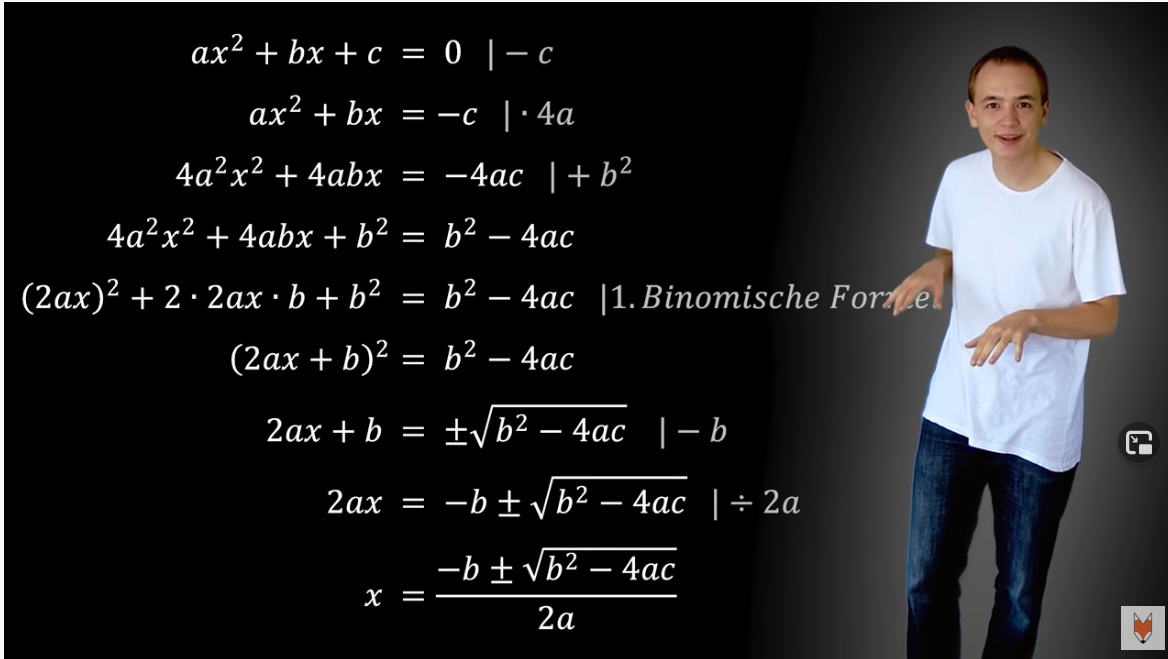 ax² + bx + c = 0 | − c
ax² + bx = −c | · 4a
4a²x² + 4abx = −4ac | + b²
4a²x² + 4abx + b² = b² − 4ac
(2ax)² + 2 · 2ax · b + b² = b² − 4ac |1. Binomische
(2ax + b)² = b² − 4ac
2ax + b = ±√(b² − 4ac) | − b
2ax = −b ± √(b² − 4ac) | ÷ 2a
x = (−b ± √(b² − 4ac))/(2a)